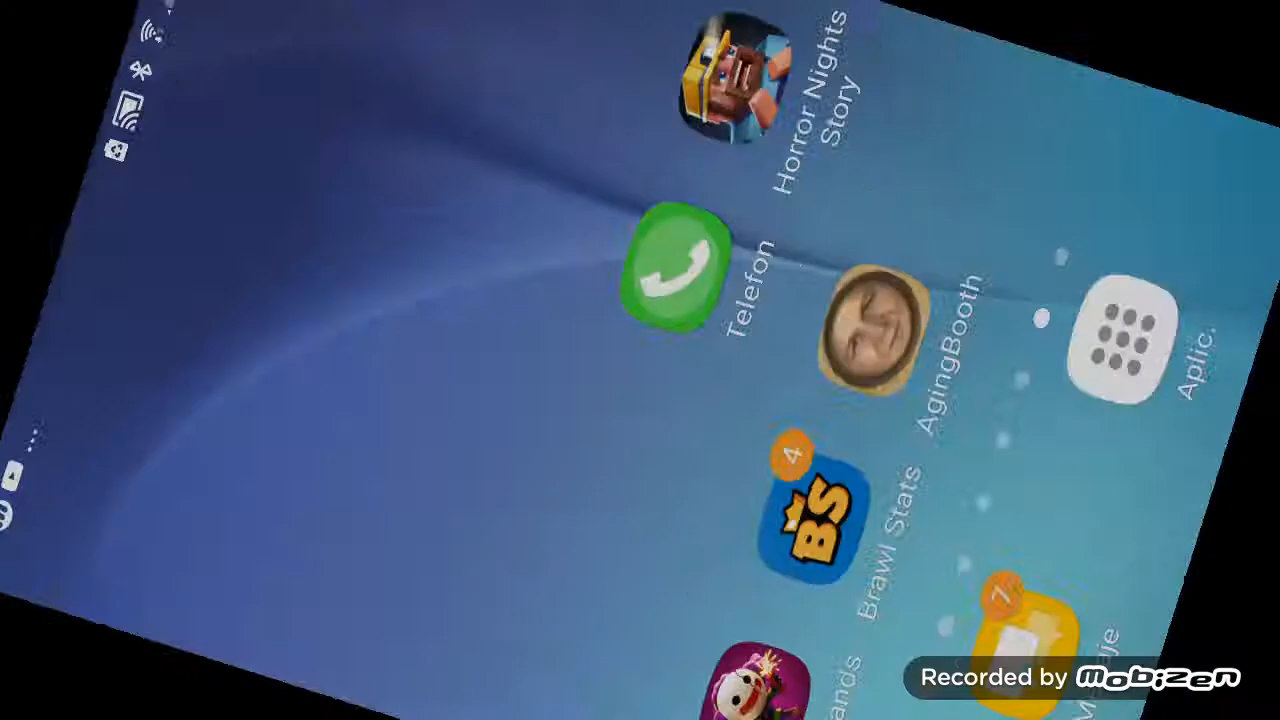 Horror Nights
Story
Telefon
AgingBooth
Aplic.
4
BS
Brawl Stats
7
Recorded by mobizen